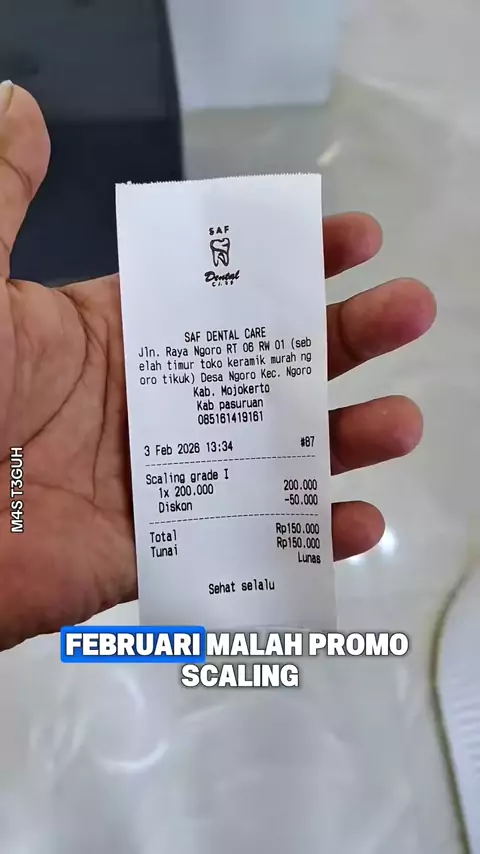 SAF
Dental
Care
SAF DENTAL CARE
Jln. Raya Ngoro RT 06 RW 01 (seb
elah timur toko keramik murah ng
oro tikuk) Desa Ngoro Kec. Ngoro
Kab. Mojokerto
Kab pasuruan
085161419161
3 Feb 2026 13:34 #87
Scaling grade I
1x 200.000 200.000
Diskon -50.000
Total Rp150.000
Tunai Rp150.000
Lunas
Sehat selalu
M4S T3GUH
FEBRUARI MALAH PROMO
SCALING